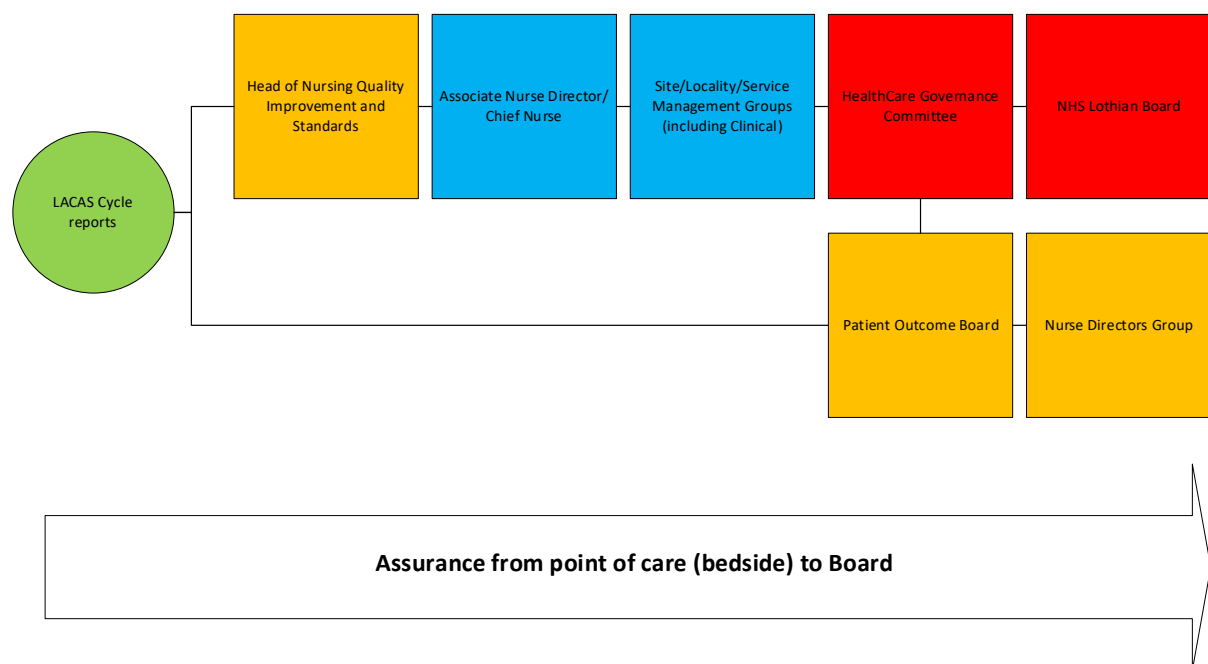 Head of Nursing Quality
Improvement and
Standards
Associate Nurse Director/
Chief Nurse
Site/Locality/Service
Management Groups
(including Clinical)
HealthCare Governance
Committee
NHS Lothian Board
LACAS Cycle
reports
Patient Outcome Board
Nurse Directors Group
Assurance from point of care (bedside) to Board